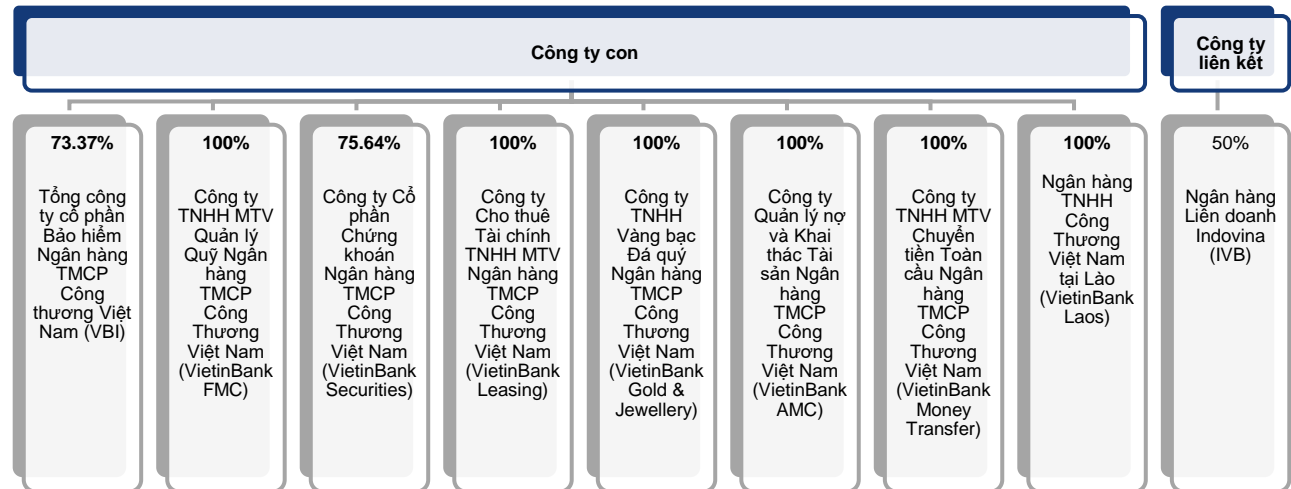 Công ty con
Công ty
liên kết
73.37%
Tổng công
ty cổ phần
Bảo hiểm
Ngân hàng
TMCP
Công
thương Việt
Nam (VBI)
100%
Công ty
TNHH MTV
Quản lý
Quỹ Ngân
hàng
TMCP
Công
Thương
Việt Nam
(VietinBank
FMC)
75.64%
Công ty Cổ
phần
Chứng
khoán
Ngân hàng
TMCP
Công
Thương
Việt Nam
(VietinBank
Securities)
100%
Công ty
Cho thuê
Tài chính
TNHH MTV
Ngân hàng
TMCP
Công
Thương
Việt Nam
(VietinBank
Leasing)
100%
Công ty
TNHH
Vàng bạc
Đá quý
Ngân hàng
TMCP
Công
Thương
Việt Nam
(VietinBank
Gold &
Jewellery)
100%
Công ty
Quản lý nợ
và Khai
thác Tài
sản Ngân
hàng
TMCP
Công
Thương
Việt Nam
(VietinBank
AMC)
100%
Công ty
TNHH MTV
Chuyển
tiền Toàn
cầu Ngân
hàng
TMCP
Công
Thương
Việt Nam
(VietinBank
Money
Transfer)
100%
Ngân hàng
TNHH
Công
Thương
Việt Nam
tại Lào
(VietinBank
Laos)
50%
Ngân hàng
Liên doanh
Indovina
(IVB)